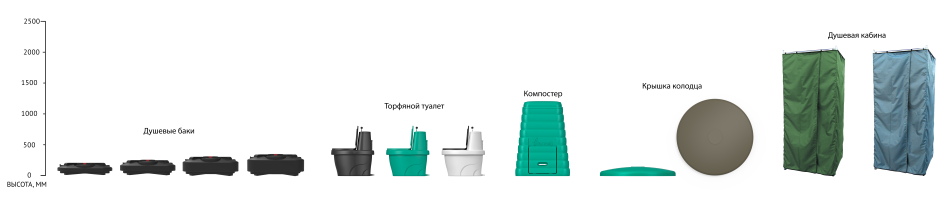 2500
Душевая кабина
2000
1500
Крышка колодца
Компостер
1000
Торфяной туалет
Душевые баки
500
0
ВЫСОТА, ММ